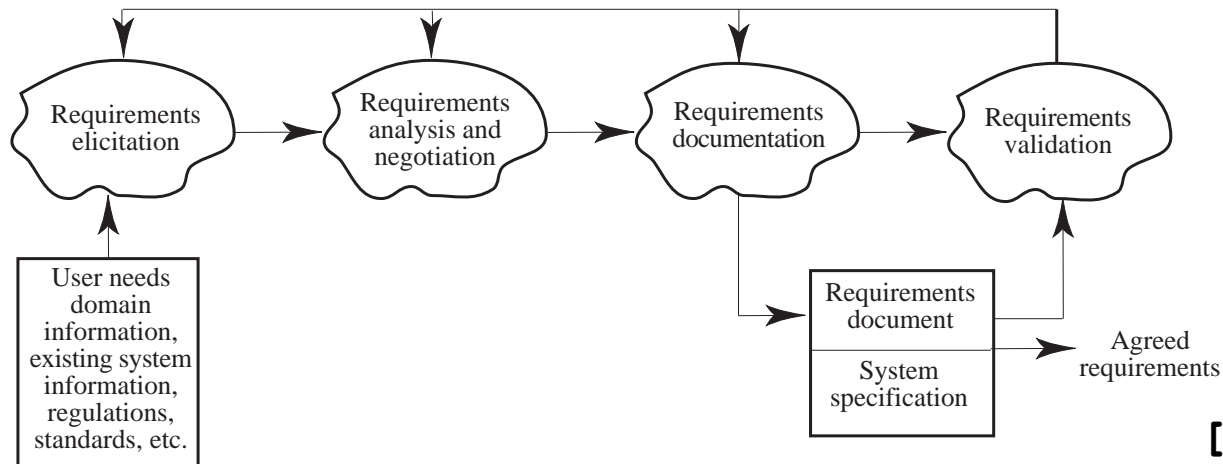 Requirements
elicitation
Requirements
analysis and
negotiation
Requirements
documentation
Requirements
validation
User needs
domain
information,
existing system
information,
regulations,
standards, etc.
Requirements
document
System
specification
Agreed
requirements
[